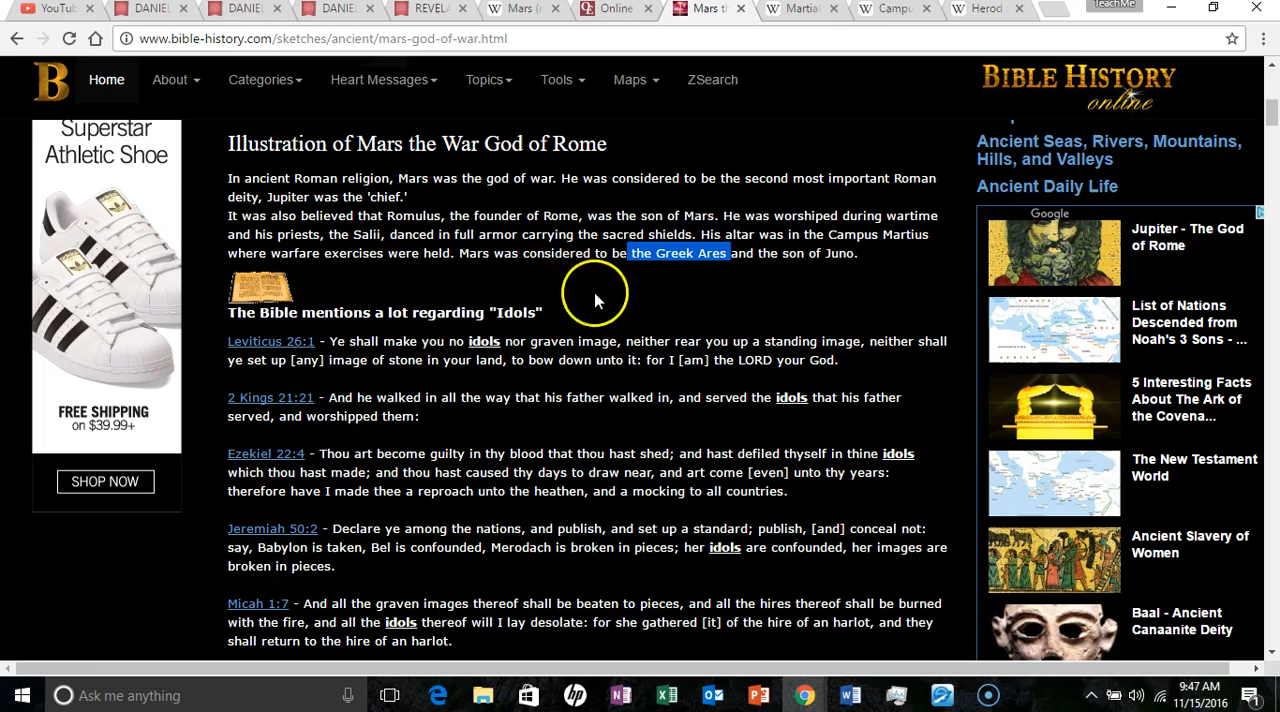 YouTub
DANIEL
DANIEL
DANIEL
REVELA
Mars (m
Online
Mars th
Martial
Campu
Herod
TeachMe
www.bible-history.com/sketches/ancient/mars-god-of-war.html
B
Home
About
Categories
Heart Messages
Topics
Tools
Maps
ZSearch
BIBLE HISTORY
online
Superstar
Athletic Shoe
FREE SHIPPING
on $39.99+
SHOP NOW
Illustration of Mars the War God of Rome
In ancient Roman religion, Mars was the god of war. He was considered to be the second most important Roman
deity, Jupiter was the 'chief.'
It was also believed that Romulus, the founder of Rome, was the son of Mars. He was worshiped during wartime
and his priests, the Salii, danced in full armor carrying the sacred shields. His altar was in the Campus Martius
where warfare exercises were held. Mars was considered to be the Greek Ares and the son of Juno.
The Bible mentions a lot regarding "Idols"
Leviticus 26:1 - Ye shall make you no idols nor graven image, neither rear you up a standing image, neither shall
ye set up [any] image of stone in your land, to bow down unto it: for I [am] the LORD your God.
2 Kings 21:21 - And he walked in all the way that his father walked in, and served the idols that his father
served, and worshipped them:
Ezekiel 22:4 - Thou art become guilty in thy blood that thou hast shed; and hast defiled thyself in thine idols
which thou hast made; and thou hast caused thy days to draw near, and art come [even] unto thy years:
therefore have I made thee a reproach unto the heathen, and a mocking to all countries.
Jeremiah 50:2 - Declare ye among the nations, and publish, and set up a standard; publish, [and] conceal not:
say, Babylon is taken, Bel is confounded, Merodach is broken in pieces; her idols are confounded, her images are
broken in pieces.
Micah 1:7 - And all the graven images thereof shall be beaten to pieces, and all the hires thereof shall be burned
with the fire, and all the idols thereof will I lay desolate: for she gathered [it] of the hire of an harlot, and they
shall return to the hire of an harlot.
Ancient Seas, Rivers, Mountains,
Hills, and Valleys
Ancient Daily Life
Google
Jupiter - The God
of Rome
List of Nations
Descended from
Noah's 3 Sons - ...
5 Interesting Facts
About The Ark of
the Covena...
The New Testament
World
Ancient Slavery of
Women
Baal - Ancient
Canaanite Deity
Ask me anything
9:47 AM
11/15/2016